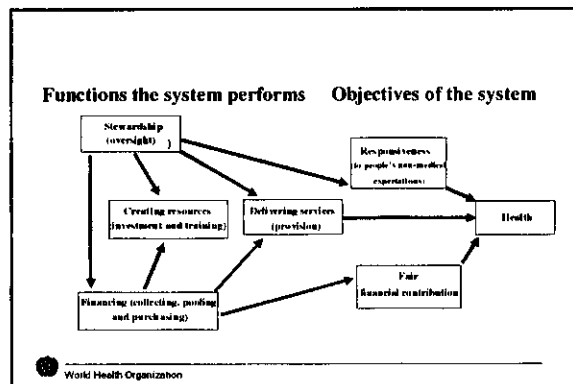 Functions the system performs
Objectives of the system
Stewardship
(oversight) )
Responsiveness
(to people's non-medical
expectations)
Creating resources
(investment and training)
Delivering services
(provision)
Health
Financing (collecting, pooling
and purchasing)
Fair
financial contribution
World Health Organization